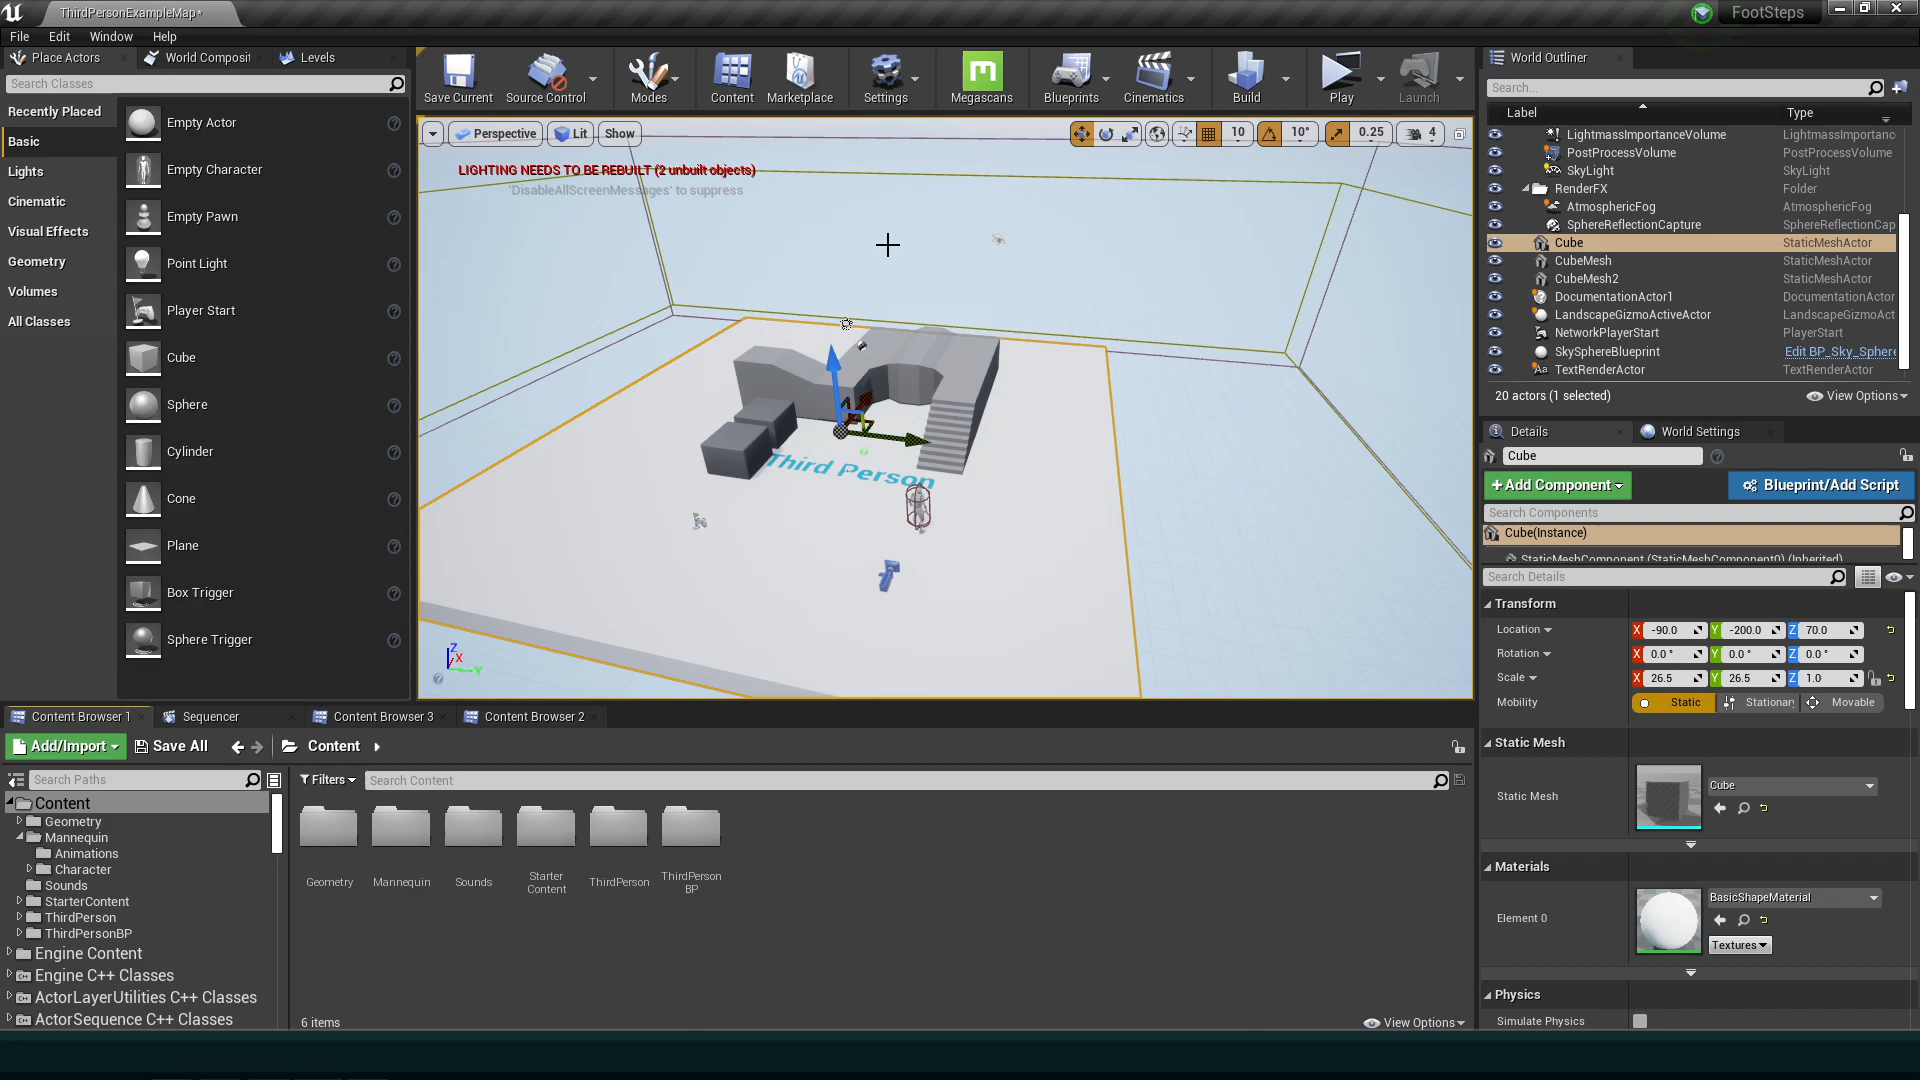 ThirdPersonExampleMap*
FootSteps
File Edit Window Help
Place Actors
World Composit
Levels
Search Classes
Recently Placed
Basic
Lights
Cinematic
Visual Effects
Geometry
Volumes
All Classes
Empty Actor
Empty Character
Empty Pawn
Point Light
Player Start
Cube
Sphere
Cylinder
Cone
Plane
Box Trigger
Sphere Trigger
Save Current
Source Control
Modes
Content
Marketplace
Settings
Megascans
Blueprints
Cinematics
Build
Play
Launch
Perspective
Lit
Show
10
10°
0.25
4
LIGHTING NEEDS TO BE REBUILT (2 unbuilt objects)
'DisableAllScreenMessages' to suppress
Third Person
Z
X
Y
World Outliner
Search...
Label Type
LightmassImportanceVolume LightmassImportanc
PostProcessVolume PostProcessVolume
SkyLight SkyLight
RenderFX Folder
AtmosphericFog AtmosphericFog
SphereReflectionCapture SphereReflectionCap
Cube StaticMeshActor
CubeMesh StaticMeshActor
CubeMesh2 StaticMeshActor
DocumentationActor1 DocumentationActor
LandscapeGizmoActiveActor LandscapeGizmoAct
NetworkPlayerStart PlayerStart
SkySphereBlueprint Edit BP_Sky_Sphere
TextRenderActor TextRenderActor
20 actors (1 selected)
View Options
Details
World Settings
Cube
+Add Component
Blueprint/Add Script
Search Components
Cube(Instance)
StaticMeshComponent (StaticMeshComponent0) (Inherited)
Search Details
Transform
Location X -90.0 Y -200.0 Z 70.0
Rotation X 0.0 ° Y 0.0 ° Z 0.0 °
Scale X 26.5 Y 26.5 Z 1.0
Mobility Static Stationary Movable
Static Mesh
Static Mesh
Cube
Materials
Element 0
BasicShapeMaterial
Textures
Physics
Simulate Physics
Content Browser 1
Sequencer
Content Browser 3
Content Browser 2
Add/Import
Save All
Content
Search Paths
Filters
Search Content
Content
Geometry
Mannequin
Animations
Character
Sounds
StarterContent
ThirdPerson
ThirdPersonBP
Engine Content
Engine C++ Classes
ActorLayerUtilities C++ Classes
ActorSequence C++ Classes
Geometry
Mannequin
Sounds
Starter
Content
ThirdPerson
ThirdPerson
BP
6 items
View Options